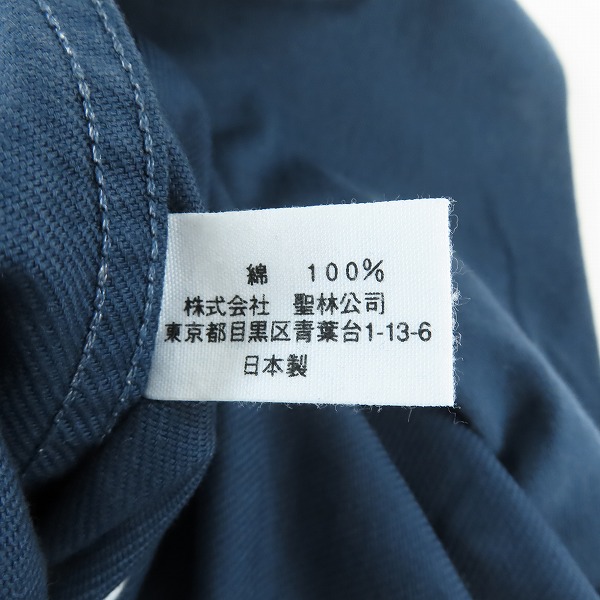 綿 100%
株式会社 聖林公司
東京都目黒区青葉台1-13-6
日本製